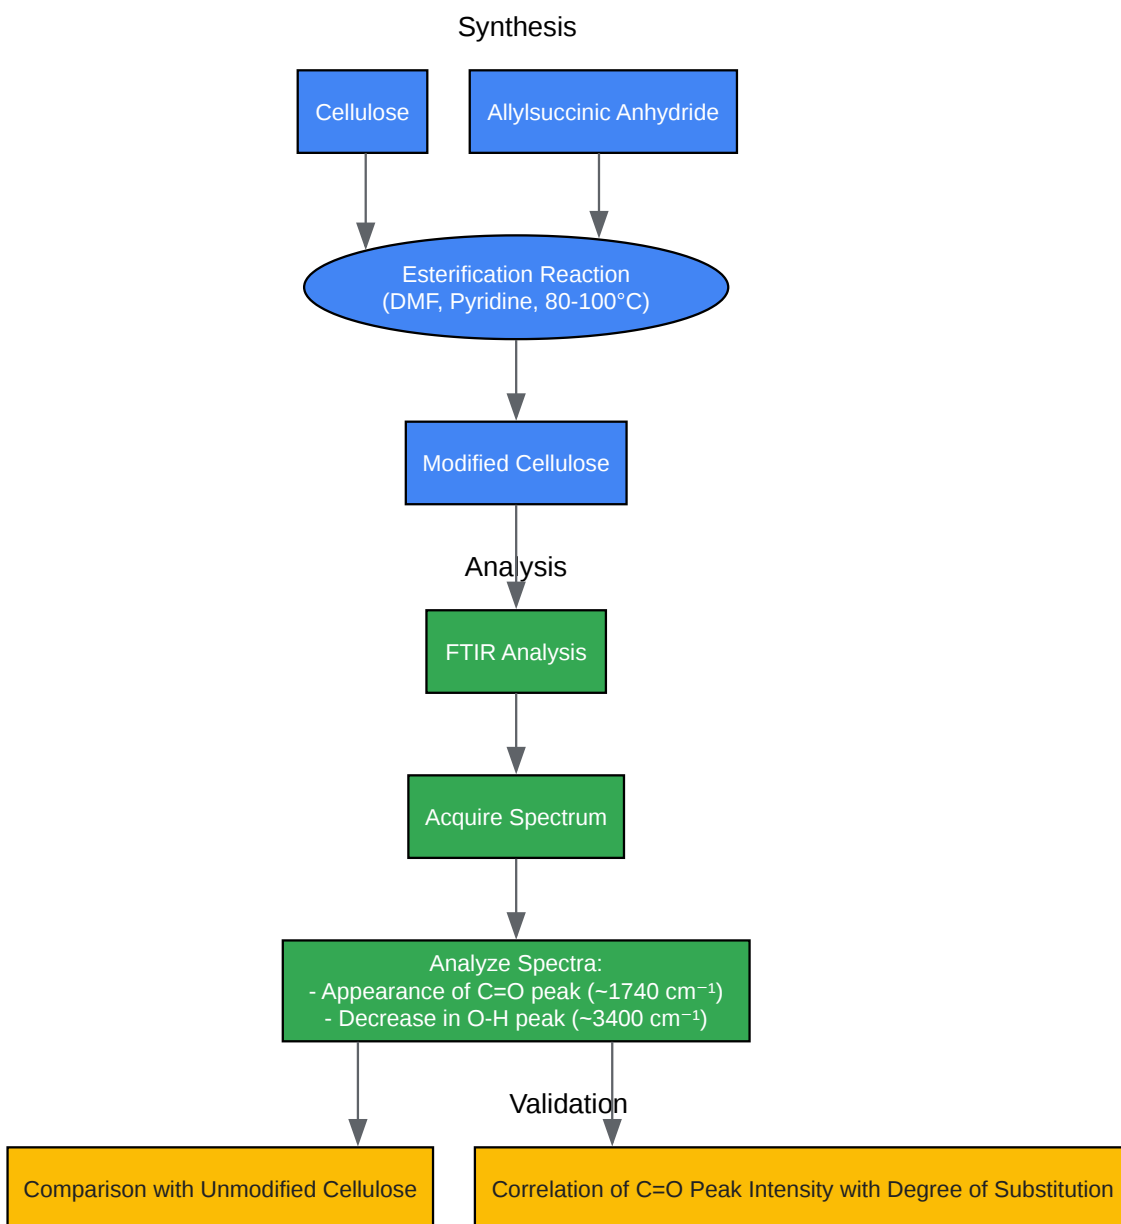 Synthesis
Cellulose
Allylsuccinic Anhydride
Esterification Reaction
(DMF, Pyridine, 80-100°C)
Modified Cellulose
Analysis
FTIR Analysis
Acquire Spectrum
Analyze Spectra:
- Appearance of C=O peak (~1740 cm⁻¹)
- Decrease in O-H peak (~3400 cm⁻¹)
Validation
Comparison with Unmodified Cellulose
Correlation of C=O Peak Intensity with Degree of Substitution